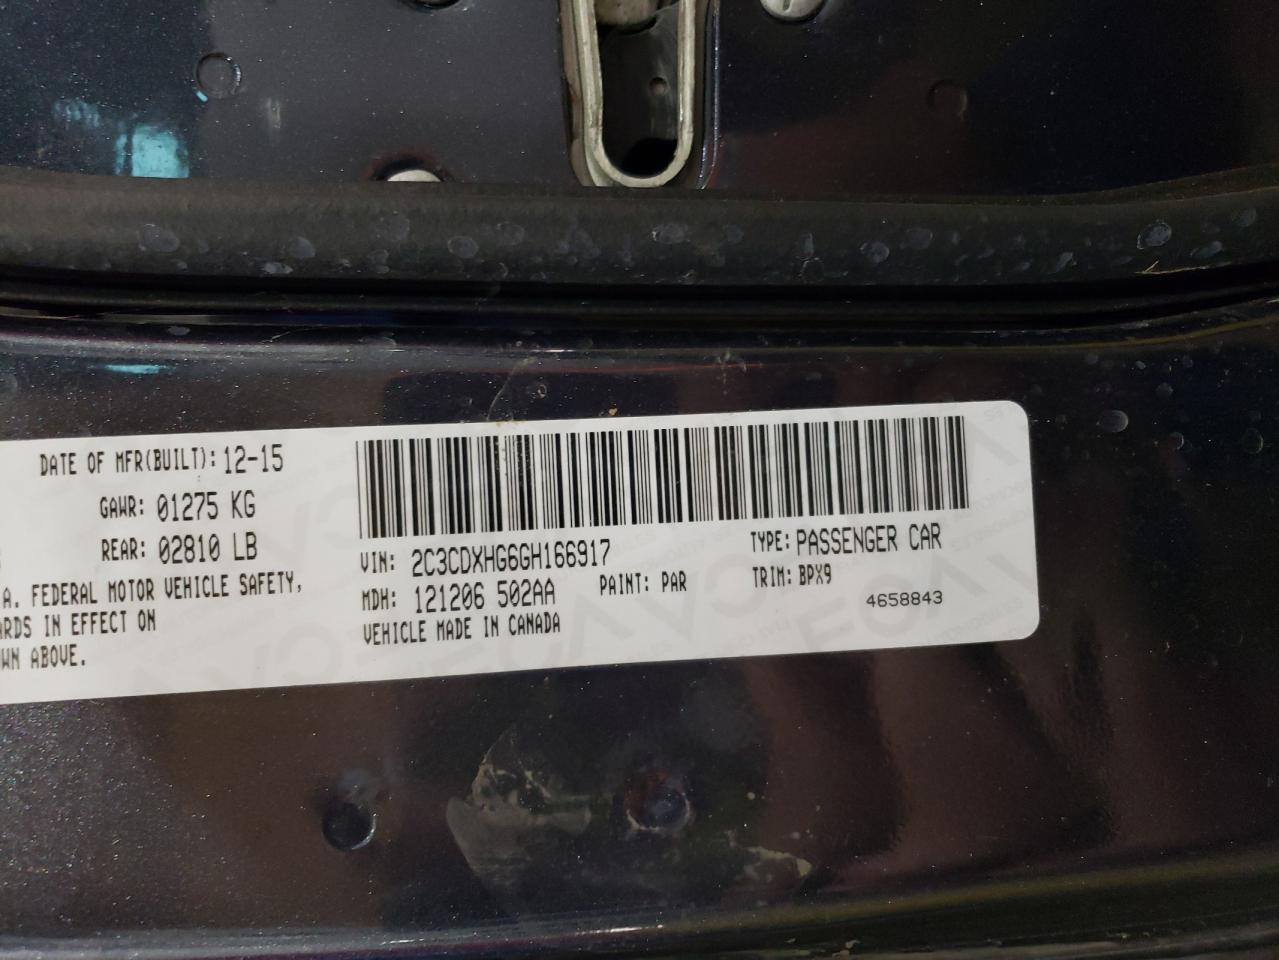 DATE OF MFR(BUILT): 12-15
GAWR: 01275 KG
REAR: 02810 LB
A. FEDERAL MOTOR VEHICLE SAFETY,
ARDS IN EFFECT ON
WN ABOVE.
VIN: 2C3CDXHG6GH166917
TYPE: PASSENGER CAR
MDH: 121206 502AA
PAINT: PAR
TRIM: BPX9
VEHICLE MADE IN CANADA
4658843